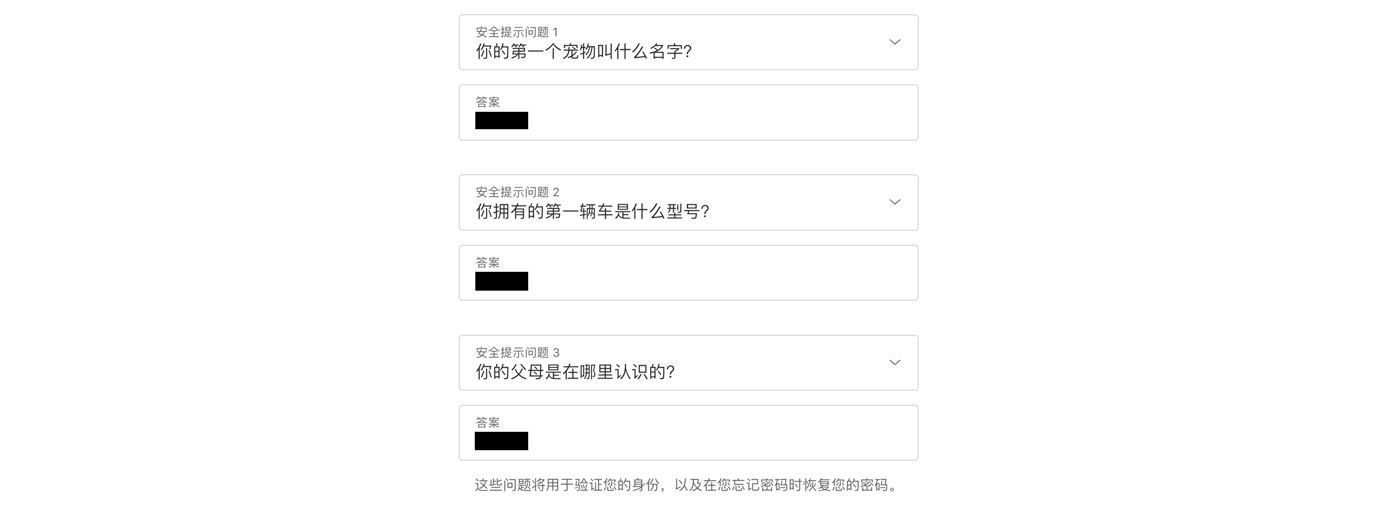 安全提示问题 1
你的第一个宠物叫什么名字?
答案
安全提示问题 2
你拥有的第一辆车是什么型号?
答案
安全提示问题 3
你的父母是在哪里认识的?
答案
这些问题将用于验证您的身份，以及在您忘记密码时恢复您的密码。